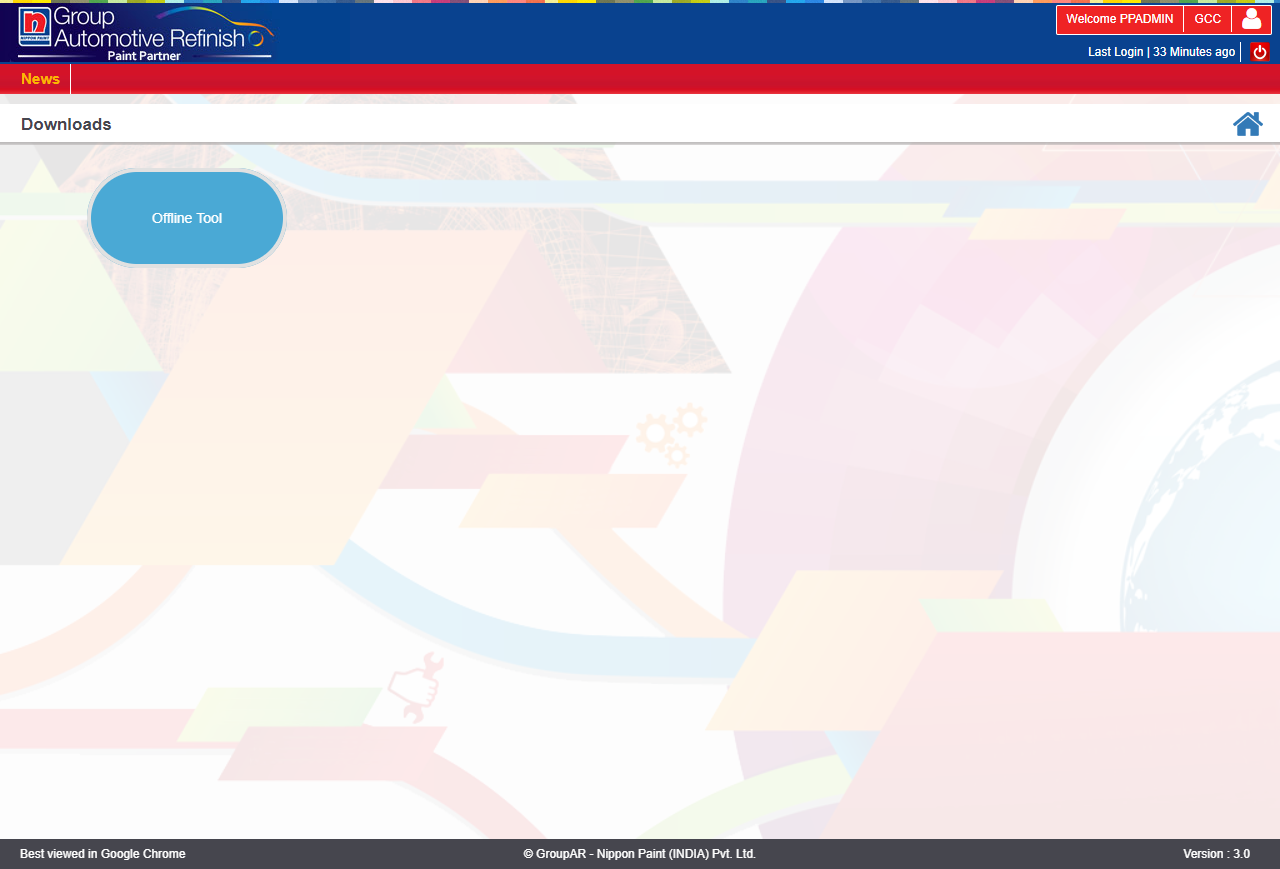 n
NIPPON PAINT
Group
Automotive Refinish
Paint Partner
Welcome PPADMIN
GCC
Last Login | 33 Minutes ago
News
Downloads
Offline Tool
Best viewed in Google Chrome
© GroupAR - Nippon Paint (INDIA) Pvt. Ltd.
Version : 3.0